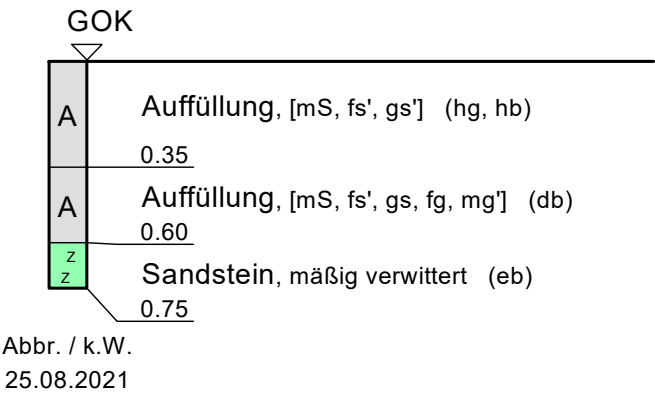 GOK
A
Auffüllung, [mS, fs', gs'] (hg, hb)
0.35
A
Auffüllung, [mS, fs', gs, fg, mg'] (db)
0.60
z
z
Sandstein, mäßig verwittert (eb)
0.75
Abbr. / k.W.
25.08.2021